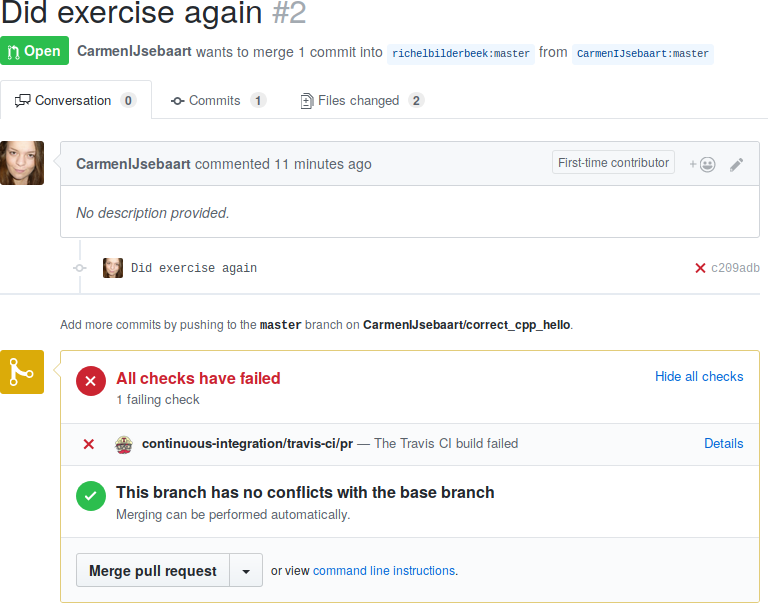 Did exercise again #2
Open CarmenIJsebaart wants to merge 1 commit into richelbilderbeek:master from CarmenIJsebaart:master
Conversation 0 Commits 1 Files changed 2
CarmenIJsebaart commented 11 minutes ago First-time contributor
No description provided.
Did exercise again c209adb
Add more commits by pushing to the master branch on CarmenIJsebaart/correct_cpp_hello.
All checks have failed Hide all checks
1 failing check
continuous-integration/travis-ci/pr — The Travis CI build failed Details
This branch has no conflicts with the base branch
Merging can be performed automatically.
Merge pull request or view command line instructions.